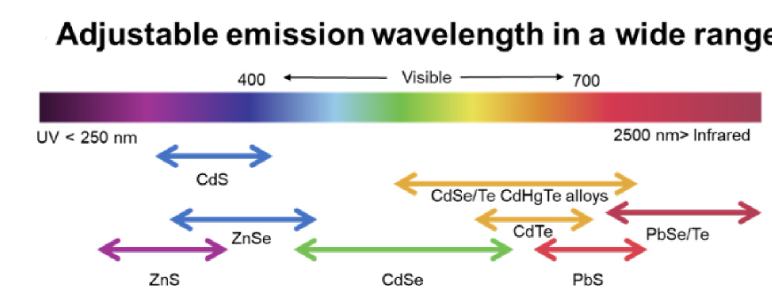 Adjustable emission wavelength in a wide range
400 Visible 700
UV < 250 nm 2500 nm> Infrared
CdS
CdSe/Te CdHgTe alloys
ZnSe CdTe PbSe/Te
ZnS CdSe PbS